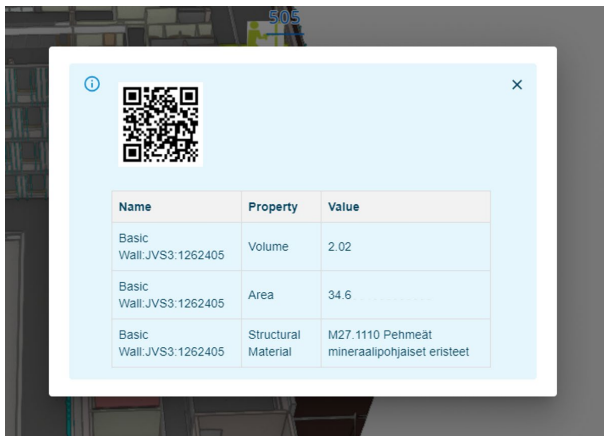 505
Name Property Value
Basic
Wall:JVS3:1262405 Volume 2.02
Basic
Wall:JVS3:1262405 Area 34.6
Basic
Wall:JVS3:1262405 Structural
Material M27.1110 Pehmeät
mineraalipohjaiset eristeet